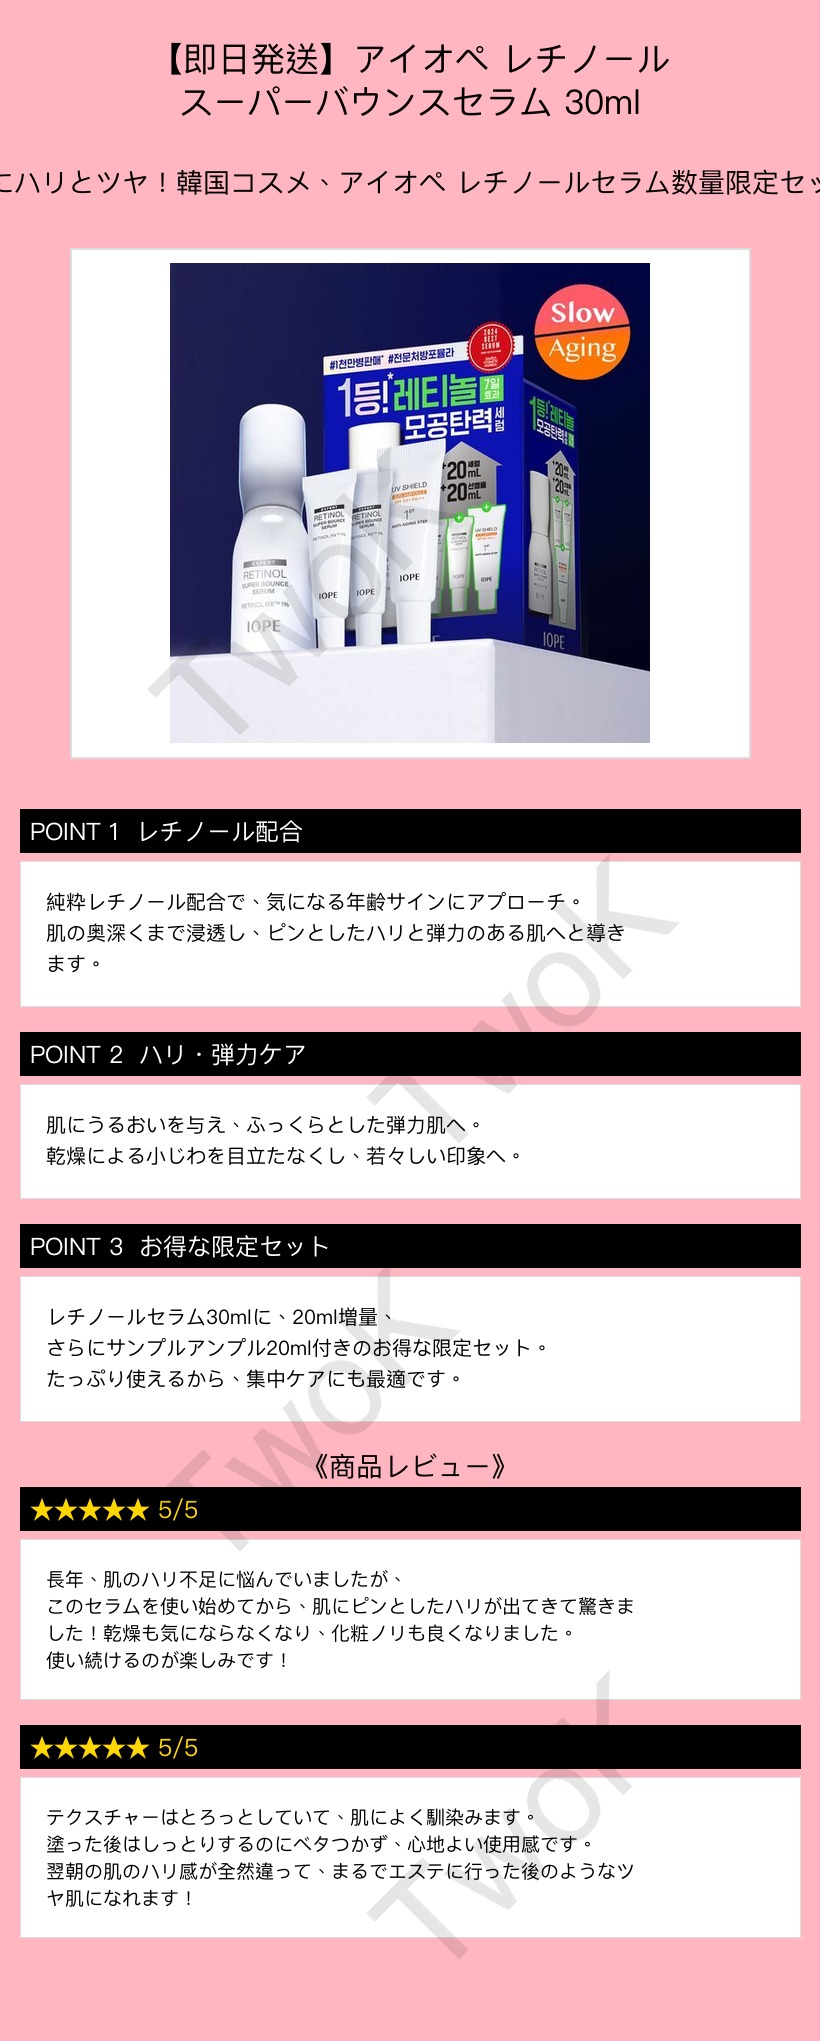 【即日発送】アイオペ レチノール
スーパーバウンスセラム 30ml
にハリとツヤ！韓国コスメ、アイオペ レチノールセラム数量限定セッ
Slow
Aging
2024
BEST
SERUM
#1천만병판매* #전문처방포뮬라
1등!*레티놀
7일
효과
모공탄력
세럼
1등!레티놀
모공탄력
+20 세럼 mL
+20 선앰플 mL
EXPERT
RETINOL
SUPER BOUNCE
SERUM
RETINOL RX™ 1%
IOPE
EXPERT
RETINOL
SUPER BOUNCE
SERUM
IOPE
EXPERT
RETINOL
SUPER BOUNCE
SERUM
IOPE
UV SHIELD
SUN AMPOULE
1ST
ANTI-AGING STEP
IOPE
UV SHIELD
IOPE
TwoK
POINT 1 レチノール配合
純粋レチノール配合で、気になる年齢サインにアプローチ。
肌の奥深くまで浸透し、ピンとしたハリと弾力のある肌へと導き
ます。
TwoK
POINT 2 ハリ・弾力ケア
肌にうるおいを与え、ふっくらとした弾力肌へ。
乾燥による小じわを目立たなくし、若々しい印象へ。
POINT 3 お得な限定セット
レチノールセラム30mlに、20ml増量、
さらにサンプルアンプル20ml付きのお得な限定セット。
たっぷり使えるから、集中ケアにも最適です。
TwoK
《商品レビュー》
★★★★★ 5/5
長年、肌のハリ不足に悩んでいましたが、
このセラムを使い始めてから、肌にピンとしたハリが出てきて驚きま
した！乾燥も気にならなくなり、化粧ノリも良くなりました。
使い続けるのが楽しみです！
★★★★★ 5/5
テクスチャーはとろっとしていて、肌によく馴染みます。
塗った後はしっとりするのにベタつかず、心地よい使用感です。
翌朝の肌のハリ感が全然違って、まるでエステに行った後のようなツ
ヤ肌になれます！
TwoK